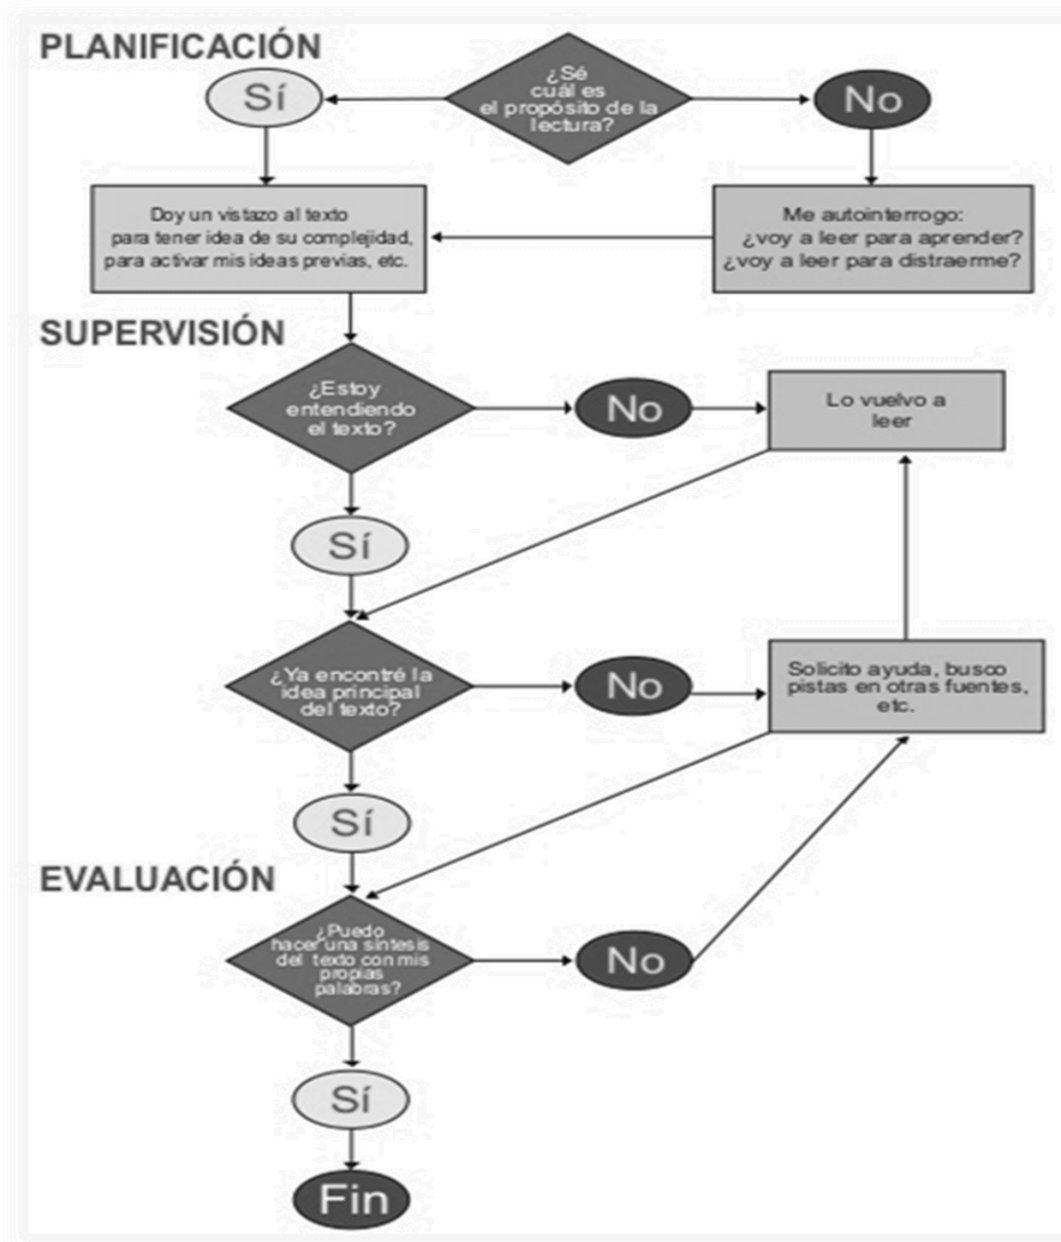 PLANIFICACIÓN
¿Sé
cuál es
el propósito de la
lectura?
Sí
No
Doy un vistazo al texto
para tener idea de su complejidad,
para activar mis ideas previas, etc.
Me autointerrogo:
¿voy a leer para aprender?
¿voy a leer para distraerme?
SUPERVISIÓN
¿Estoy
entendiendo
el texto?
No
Lo vuelvo a
leer
Sí
¿Ya encontré la
idea principal
del texto?
No
Solicito ayuda, busco
pistas en otras fuentes,
etc.
Sí
EVALUACIÓN
¿Puedo
hacer una síntesis
del texto con mis
propias
palabras?
No
Sí
Fin